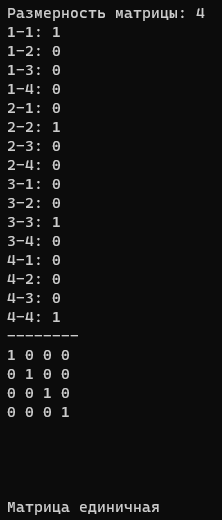 Размерность матрицы: 4
1-1: 1
1-2: 0
1-3: 0
1-4: 0
2-1: 0
2-2: 1
2-3: 0
2-4: 0
3-1: 0
3-2: 0
3-3: 1
3-4: 0
4-1: 0
4-2: 0
4-3: 0
4-4: 1
--------
1 0 0 0
0 1 0 0
0 0 1 0
0 0 0 1
Матрица единичная